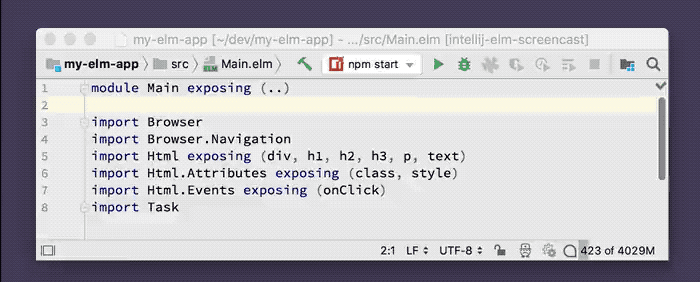 my-elm-app [~/dev/my-elm-app] - .../src/Main.elm [intellij-elm-screencast]
my-elm-app src Main.elm npm start
ELM
1 module Main exposing (..)
2
3 import Browser
4 import Browser.Navigation
5 import Html exposing (div, h1, h2, h3, p, text)
6 import Html.Attributes exposing (class, style)
7 import Html.Events exposing (onClick)
8 import Task
2:1 LF UTF-8 423 of 4029M